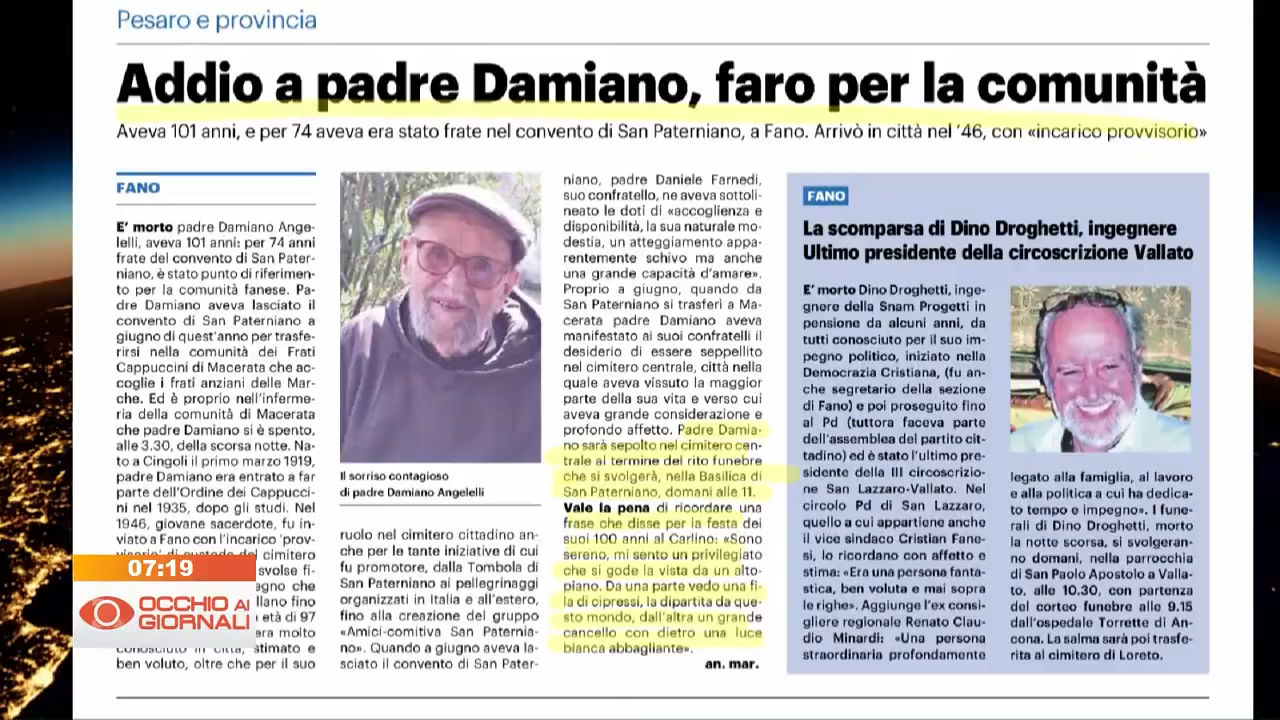 Pesaro e provincia
Addio a padre Damiano, faro per la comunità
Aveva 101 anni, e per 74 aveva era stato frate nel convento di San Paterniano, a Fano. Arrivò in città nel '46, con «incarico provvisorio»
FANO
E' morto padre Damiano Ange-
lelli, aveva 101 anni: per 74 anni
frate del convento di San Pater-
niano, è stato punto di riferimen-
to per la comunità fanese. Pa-
dre Damiano aveva lasciato il
convento di San Paterniano a
giugno di quest'anno per trasfe-
rirsi nella comunità dei Frati
Cappuccini di Macerata che ac-
coglie i frati anziani delle Mar-
che. Ed è proprio nell'inferme-
ria della comunità di Macerata
che padre Damiano si è spento,
alle 3.30, della scorsa notte. Na-
to a Cingoli il primo marzo 1919,
padre Damiano era entrato a far
parte dell'Ordine dei Cappucci-
ni nel 1935, dopo gli studi. Nel
1946, giovane sacerdote, fu in-
viato a Fano con l'incarico 'prov-
cimitero
svolse fi-
egno che
llano fino
età di 97
era molto
stimato e
ben voluto, oltre che per il suo
Il sorriso contagioso
di padre Damiano Angelelli
ruolo nel cimitero cittadino an-
che per le tante iniziative di cui
fu promotore, dalla Tombola di
San Paterniano ai pellegrinaggi
organizzati in Italia e all'estero,
fino alla creazione del gruppo
«Amici-comitiva San Paternia-
no». Quando a giugno aveva la-
sciato il convento di San Pater-
niano, padre Daniele Farnedi,
suo confratello, ne aveva sottoli-
neato le doti di «accoglienza e
disponibilità, la sua naturale mo-
destia, un atteggiamento appa-
rentemente schivo ma anche
una grande capacità d'amare».
Proprio a giugno, quando da
San Paterniano si trasferì a Ma-
cerata padre Damiano aveva
manifestato ai suoi confratelli il
desiderio di essere seppellito
nel cimitero centrale, città nella
quale aveva vissuto la maggior
parte della sua vita e verso cui
aveva grande considerazione e
profondo affetto. Padre Damia-
no sarà sepolto nel cimitero cen-
trale al termine del rito funebre
che si svolgerà, nella Basilica di
San Paterniano, domani alle 11.
Vale la pena di ricordare una
frase che disse per la festa dei
suoi 100 anni al Carlino: «Sono
sereno, mi sento un privilegiato
che si gode la vista da un alto-
piano. Da una parte vedo una fi-
la di cipressi, la dipartita da que-
sto mondo, dall'altra un grande
cancello con dietro una luce
bianca abbagliante».
an. mar.
FANO
La scomparsa di Dino Droghetti, ingegnere
Ultimo presidente della circoscrizione Vallato
E' morto Dino Droghetti, inge-
gnere della Snam Progetti in
pensione da alcuni anni, da
tutti conosciuto per il suo im-
pegno politico, iniziato nella
Democrazia Cristiana, (fu an-
che segretario della sezione
di Fano) e poi proseguito fino
al Pd (tuttora faceva parte
dell'assemblea del partito cit-
tadino) ed è stato l'ultimo pre-
sidente della III circoscrizio-
ne San Lazzaro-Vallato. Nel
circolo Pd di San Lazzaro,
quello a cui appartiene anche
il vice sindaco Cristian Fane-
si, lo ricordano con affetto e
stima: «Era una persona fanta-
stica, ben voluta e mai sopra
le righe». Aggiunge l'ex consi-
gliere regionale Renato Clau-
dio Minardi: «Una persona
straordinaria profondamente
legato alla famiglia, al lavoro
e alla politica a cui ha dedica-
to tempo e impegno». I fune-
rali di Dino Droghetti, morto
la notte scorsa, si svolgeran-
no domani, nella parrocchia
di San Paolo Apostolo a Valla-
to, alle 10.30, con partenza
del corteo funebre alle 9.15
dall'ospedale Torrette di An-
cona. La salma sarà poi trasfe-
rita al cimitero di Loreto.
07:19
OCCHIO AI
GIORNALI